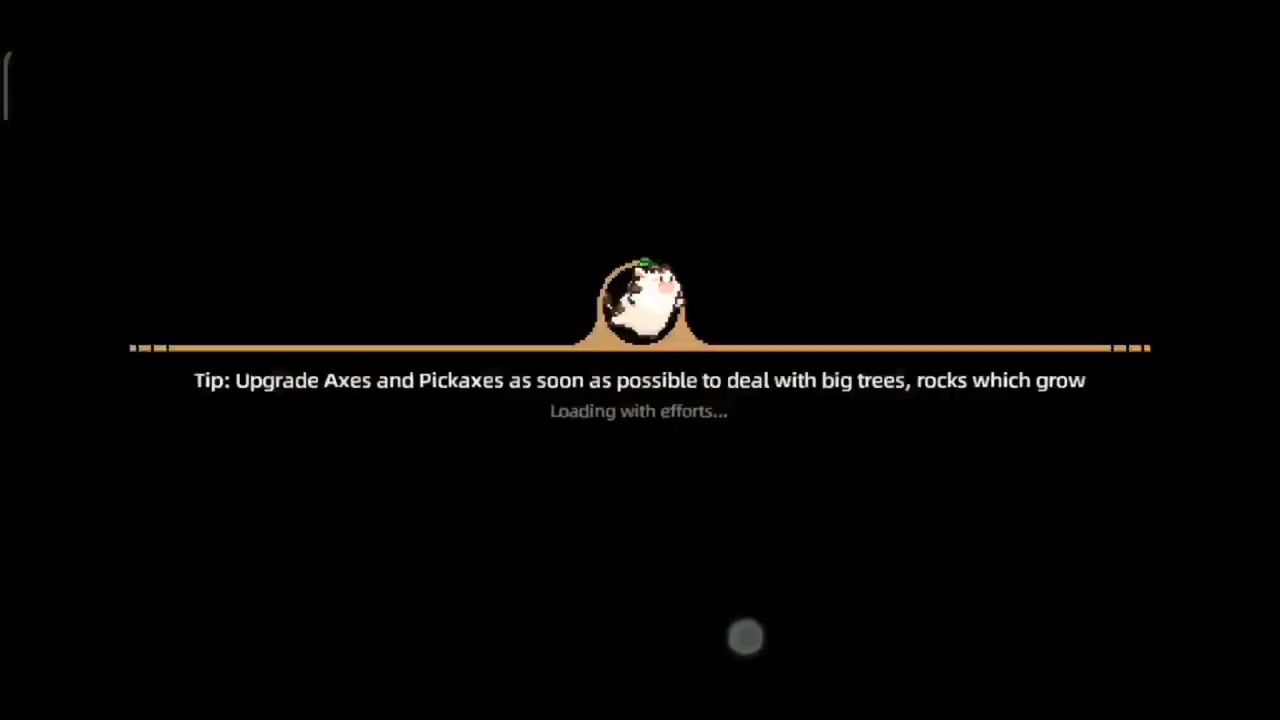 Tip: Upgrade Axes and Pickaxes as soon as possible to deal with big trees, rocks which grow
Loading with efforts...